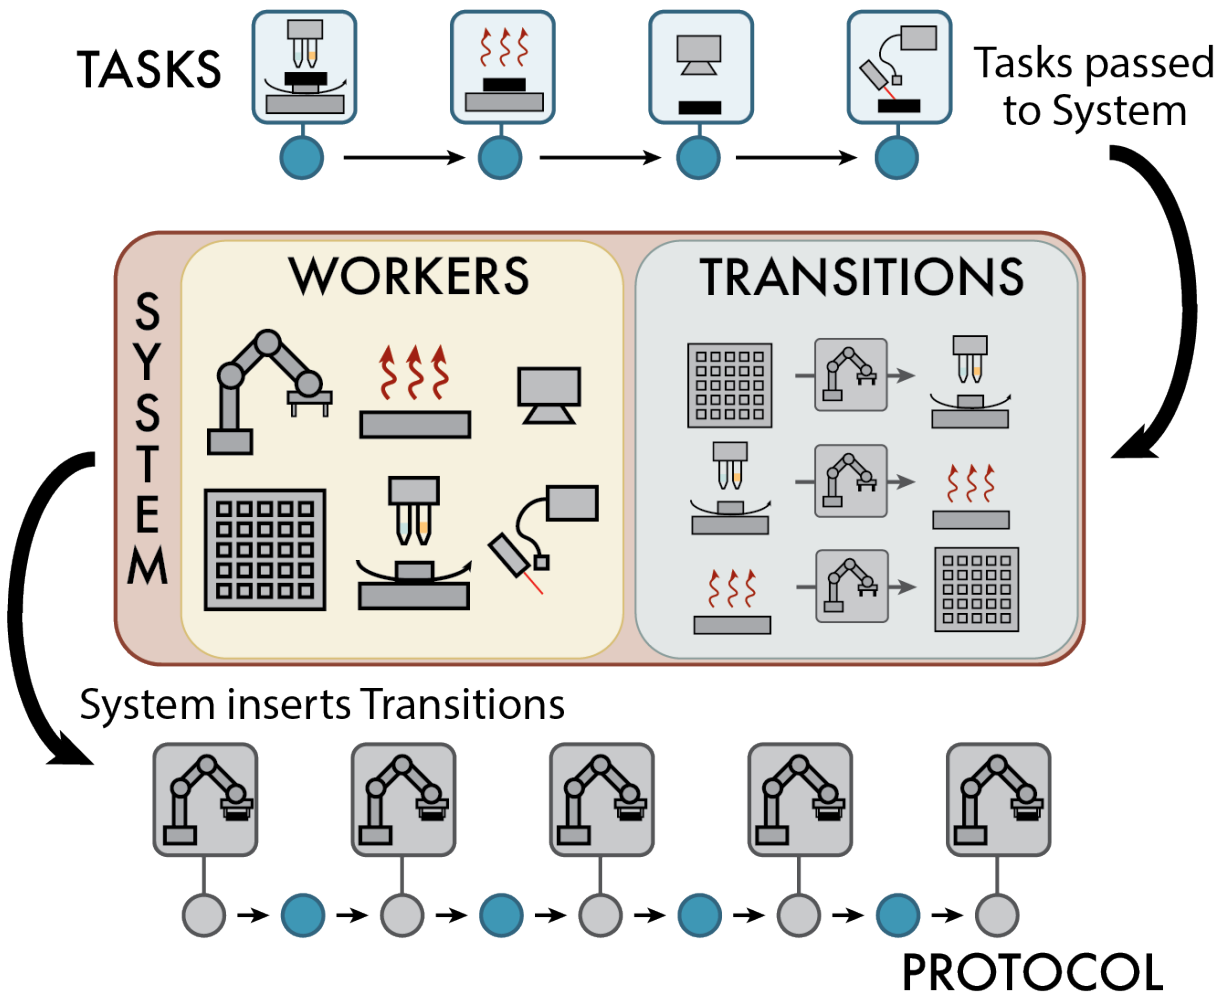 TASKS
Tasks passed
to System
SYSTEM
WORKERS
TRANSITIONS
System inserts Transitions
PROTOCOL